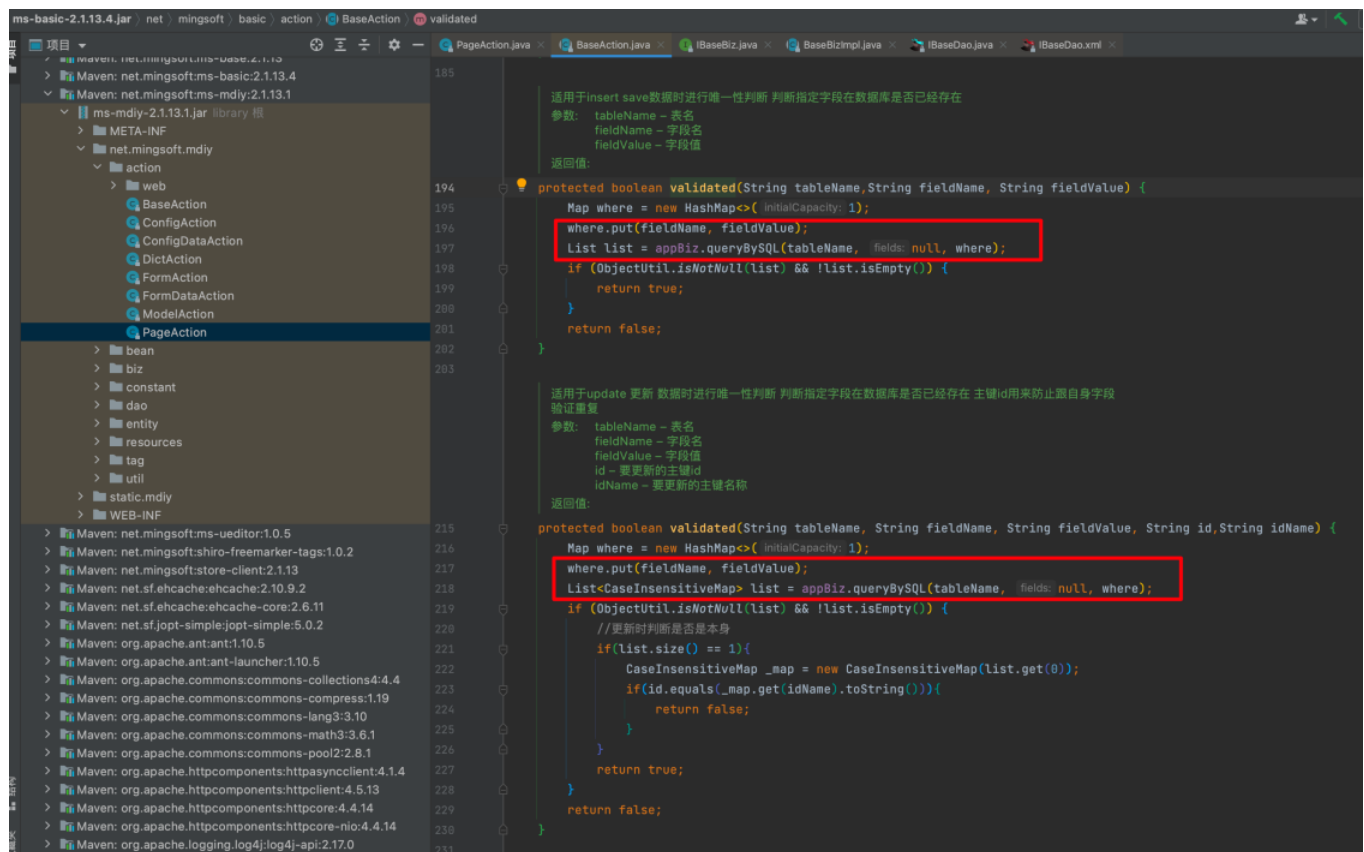 ms-basic-2.1.13.4.jar 〉 net 〉 mingsoft 〉 basic 〉 action 〉 BaseAction 〉 validated
项目
PageAction.java × BaseAction.java × IBaseBiz.java × BaseBizImpl.java × IBaseDao.java × IBaseDao.xml ×
Maven: net.mingsoft:ms-base:2.1.13
Maven: net.mingsoft:ms-basic:2.1.13.4
Maven: net.mingsoft:ms-mdiy:2.1.13.1
ms-mdiy-2.1.13.1.jar library 根
META-INF
net.mingsoft.mdiy
action
web
BaseAction
ConfigAction
ConfigDataAction
DictAction
FormAction
FormDataAction
ModelAction
PageAction
bean
biz
constant
dao
entity
resources
tag
util
static.mdiy
WEB-INF
Maven: net.mingsoft:ms-ueditor:1.0.5
Maven: net.mingsoft:shiro-freemarker-tags:1.0.2
Maven: net.mingsoft:store-client:2.1.13
Maven: net.sf.ehcache:ehcache:2.10.9.2
Maven: net.sf.ehcache:ehcache-core:2.6.11
Maven: net.sf.jopt-simple:jopt-simple:5.0.2
Maven: org.apache.ant:ant:1.10.5
Maven: org.apache.ant:ant-launcher:1.10.5
Maven: org.apache.commons:commons-collections4:4.4
Maven: org.apache.commons:commons-compress:1.19
Maven: org.apache.commons:commons-lang3:3.10
Maven: org.apache.commons:commons-math3:3.6.1
Maven: org.apache.commons:commons-pool2:2.8.1
Maven: org.apache.httpcomponents:httpasyncclient:4.1.4
Maven: org.apache.httpcomponents:httpclient:4.5.13
Maven: org.apache.httpcomponents:httpcore:4.4.14
Maven: org.apache.httpcomponents:httpcore-nio:4.4.14
Maven: org.apache.logging.log4j:log4j-api:2.17.0
185
适用于insert save数据时进行唯一性判断 判断指定字段在数据库是否已经存在
参数: tableName – 表名
fieldName – 字段名
fieldValue – 字段值
返回值:
194 protected boolean validated(String tableName,String fieldName, String fieldValue) {
195 Map where = new HashMap<>( initialCapacity: 1);
196 where.put(fieldName, fieldValue);
197 List list = appBiz.queryBySQL(tableName, fields: null, where);
198 if (ObjectUtil.isNotNull(list) && !list.isEmpty()) {
199 return true;
200 }
201 return false;
202 }
203
适用于update 更新 数据时进行唯一性判断 判断指定字段在数据库是否已经存在 主键id用来防止跟自身字段
验证重复
参数: tableName – 表名
fieldName – 字段名
fieldValue – 字段值
id – 要更新的主键id
idName – 要更新的主键名称
返回值:
215 protected boolean validated(String tableName, String fieldName, String fieldValue, String id,String idName) {
216 Map where = new HashMap<>( initialCapacity: 1);
217 where.put(fieldName, fieldValue);
218 List<CaseInsensitiveMap> list = appBiz.queryBySQL(tableName, fields: null, where);
219 if (ObjectUtil.isNotNull(list) && !list.isEmpty()) {
220 //更新时判断是否是本身
221 if(list.size() == 1){
222 CaseInsensitiveMap _map = new CaseInsensitiveMap(list.get(0));
223 if(id.equals(_map.get(idName).toString())){
224 return false;
225 }
226 }
227 return true;
228 }
229 return false;
230 }
231